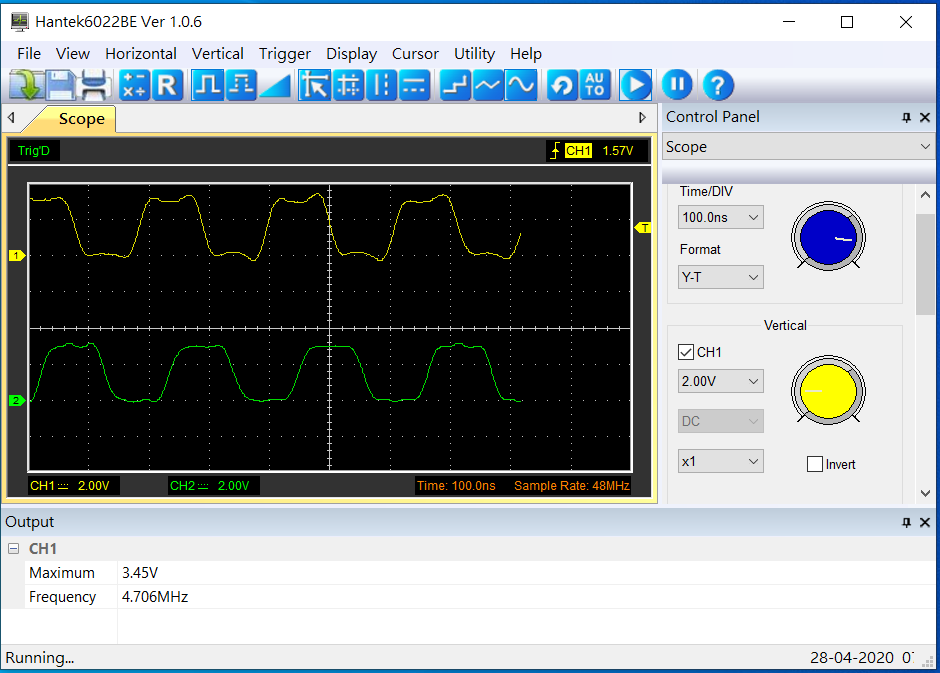 Hantek6022BE Ver 1.0.6
File View Horizontal Vertical Trigger Display Cursor Utility Help
R AU TO ?
Scope
Trig'D CH1 1.57V
T
1
2
CH1 2.00V CH2 2.00V Time: 100.0ns Sample Rate: 48MHz
Control Panel
Scope
Time/DIV
100.0ns
Format
Y-T
Vertical
CH1
2.00V
DC
x1 Invert
Output
CH1
Maximum 3.45V
Frequency 4.706MHz
Running... 28-04-2020